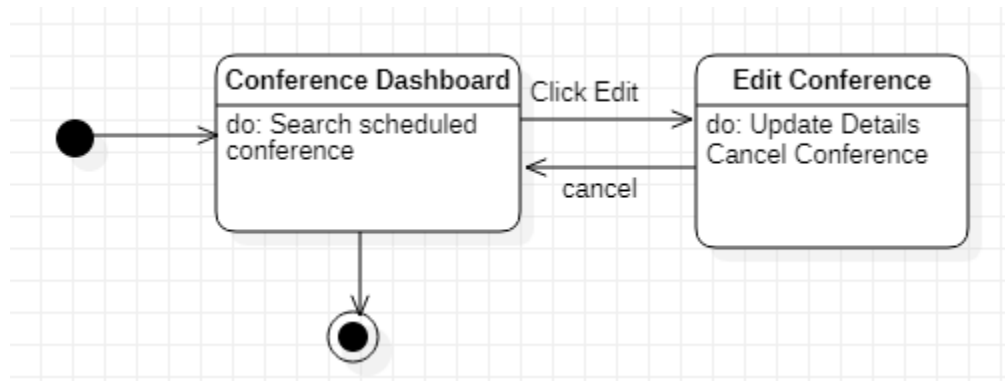 Conference Dashboard
do: Search scheduled
conference
Click Edit
cancel
Edit Conference
do: Update Details
Cancel Conference